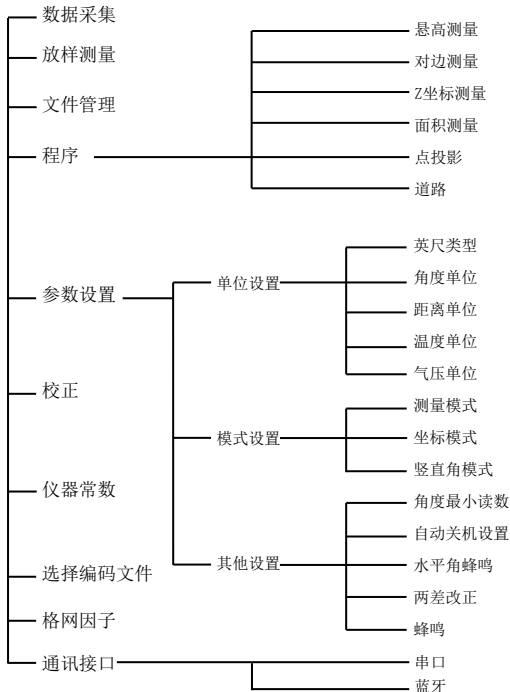 数据采集
放样测量
文件管理
程序
悬高测量
对边测量
Z坐标测量
面积测量
点投影
道路
参数设置
单位设置
英尺类型
角度单位
距离单位
温度单位
气压单位
模式设置
测量模式
坐标模式
竖直角模式
其他设置
角度最小读数
自动关机设置
水平角蜂鸣
两差改正
蜂鸣
校正
仪器常数
选择编码文件
格网因子
通讯接口
串口
蓝牙